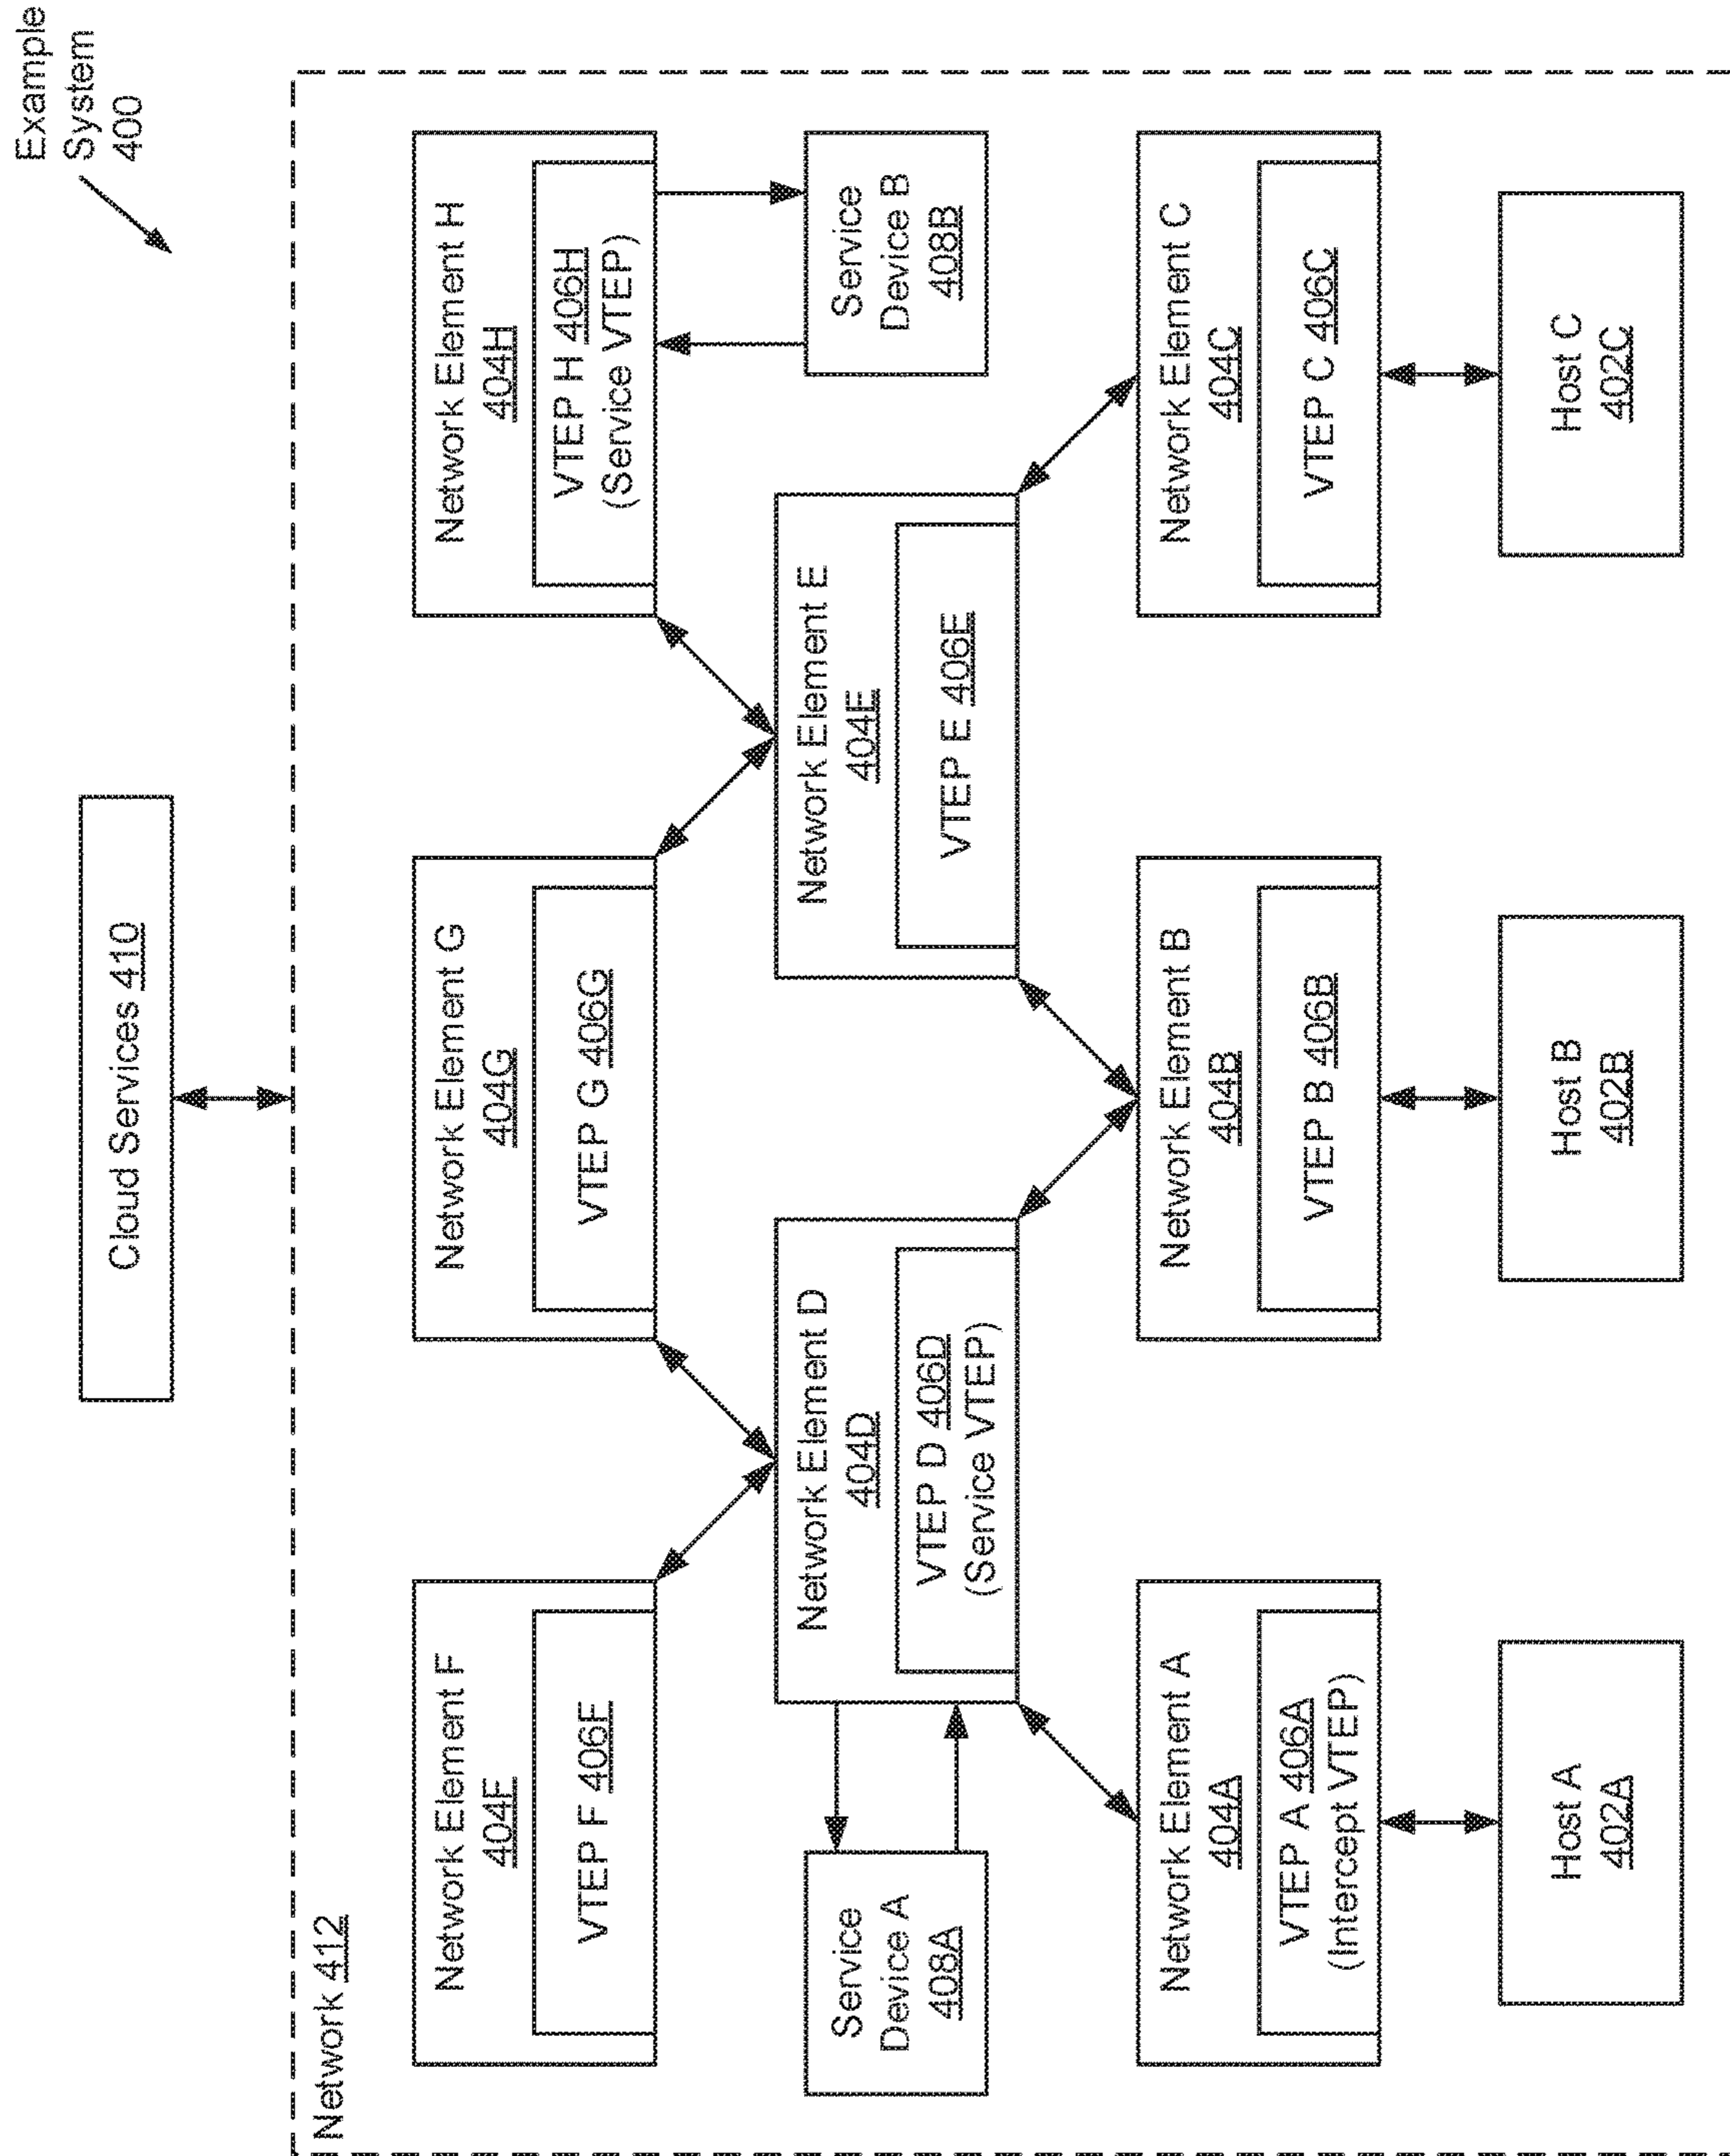 Example
System
400
Cloud Services 410
Network 412
Network Element F
404F
VTEP F 406F
Network Element G
404G
VTEP G 406G
Network Element H
404H
VTEP H 406H
(Service VTEP)
Service
Device A
408A
Network Element D
404D
VTEP D 406D
(Service VTEP)
Network Element E
404E
VTEP E 406E
Service
Device B
408B
Network Element A
404A
VTEP A 406A
(Intercept VTEP)
Network Element B
404B
VTEP B 406B
Network Element C
404C
VTEP C 406C
Host A
402A
Host B
402B
Host C
402C